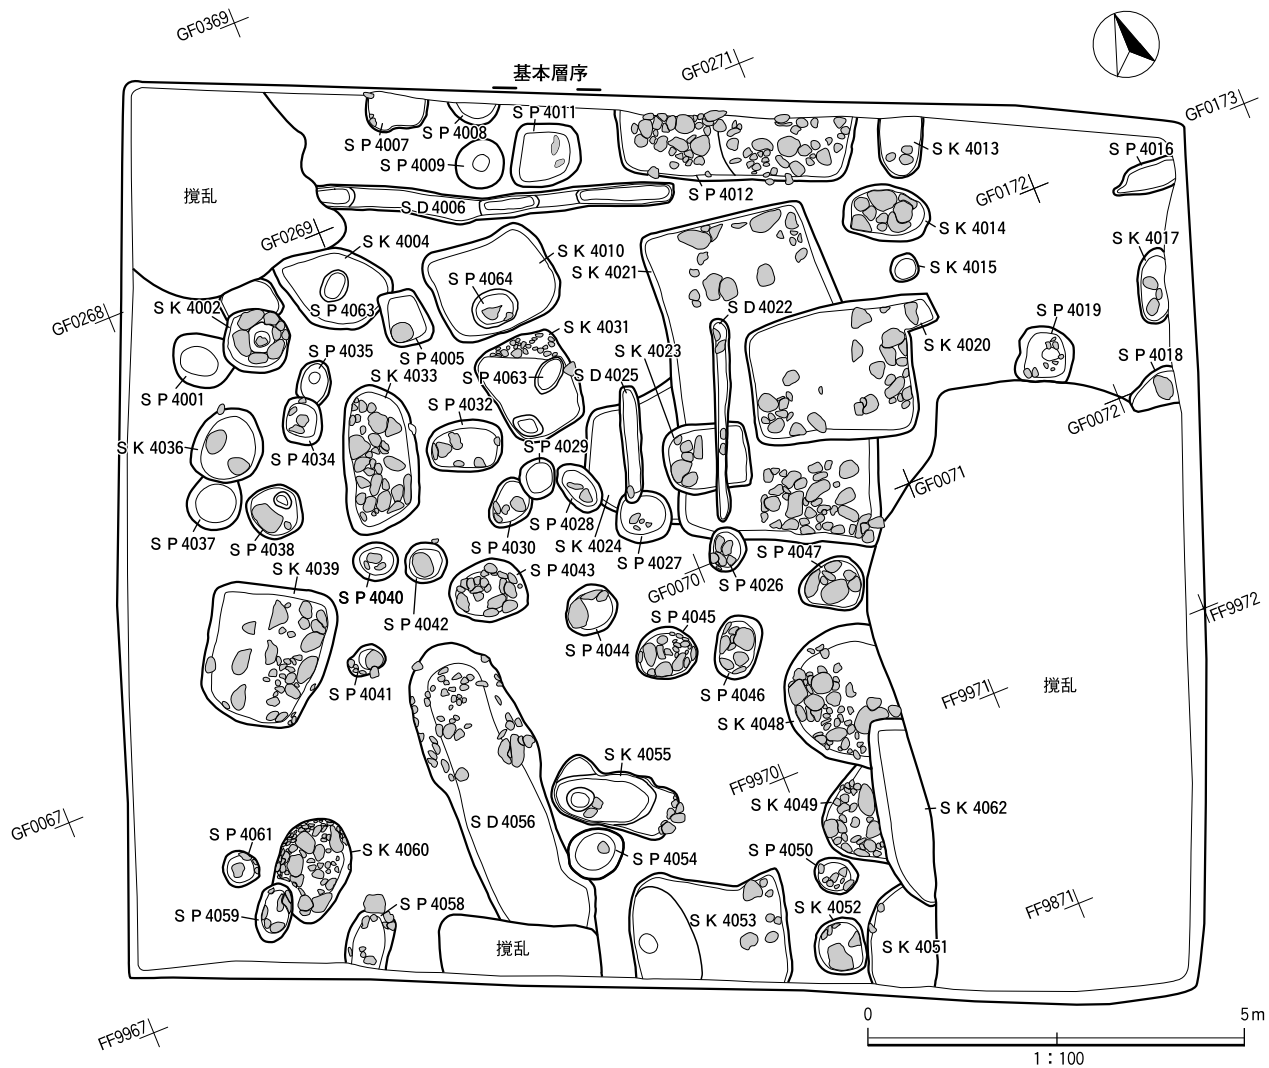 GF0369
基本層序
GF0271
GF0173
SP4011
SP4008
SP4007
SP4009
SK4013
SP4016
撹乱
SD4006
SP4012
GF0172
GF0269
SK4004
SK4014
SK4017
SK4010
SK4021
SK4015
SP4064
SK4002
SP4063
SD4022
SP4019
GF0268
SK4031
SK4020
SP4035
SP4005
SK4023
SP4018
SK4033
SP4063
SD4025
SP4001
SP4032
GF0072
SK4036
SP4034
SP4029
GF0071
SP4028
SP4037
SP4038
SP4030
SK4024
SP4047
SP4027
SK4039
SP4043
GF0070
SP4026
SP4040
FF9972
SP4042
SP4045
SP4044
SP4041
SP4046
FF9971
撹乱
SK4048
SK4055
FF9970
SK4049
SK4062
GF0067
SD4056
SP4061
SK4060
SP4054
SP4050
SP4058
SK4052
FF9871
SP4059
SK4053
撹乱
SK4051
FF9967
0
5m
1：100